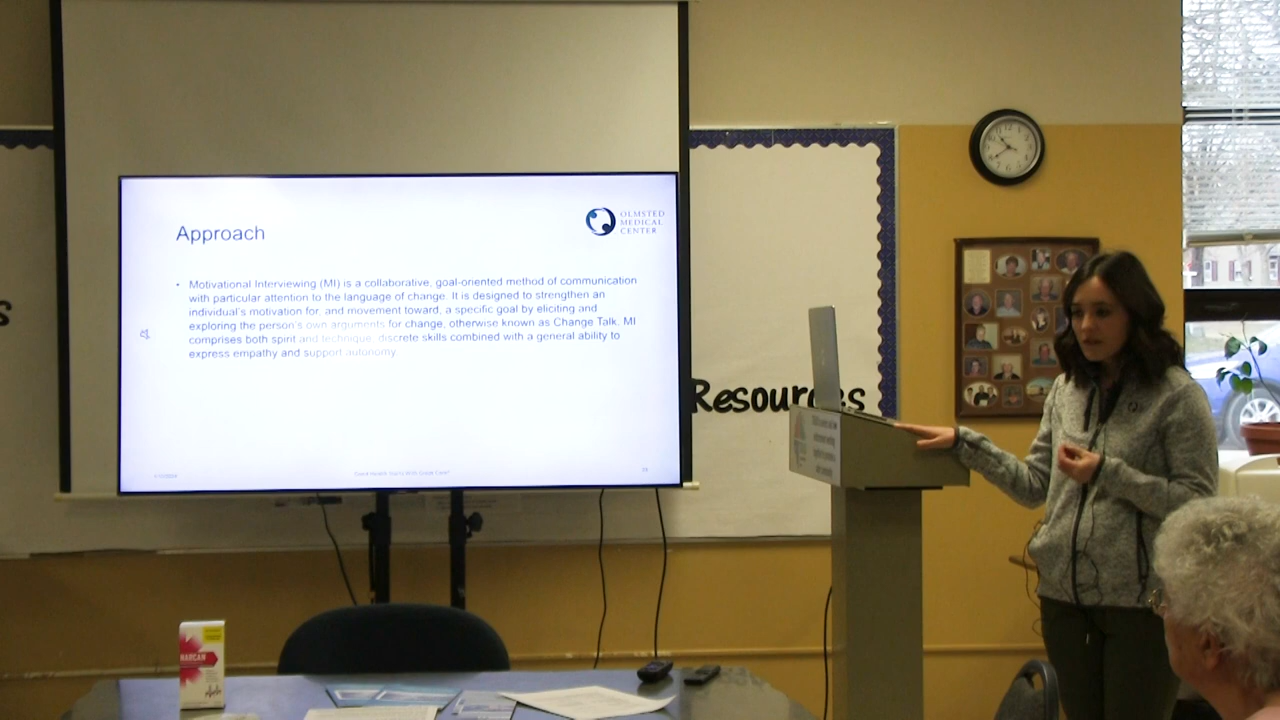 Approach
OLMSTED
MEDICAL
CENTER
• Motivational Interviewing (MI) is a collaborative, goal-oriented method of communication
with particular attention to the language of change. It is designed to strengthen an
individual's motivation for, and movement toward, a specific goal by eliciting and
exploring the person's own arguments for change, otherwise known as Change Talk. MI
comprises both spirit and technique, discrete skills combined with a general ability to
express empathy and support autonomy
Resources
NARCAN